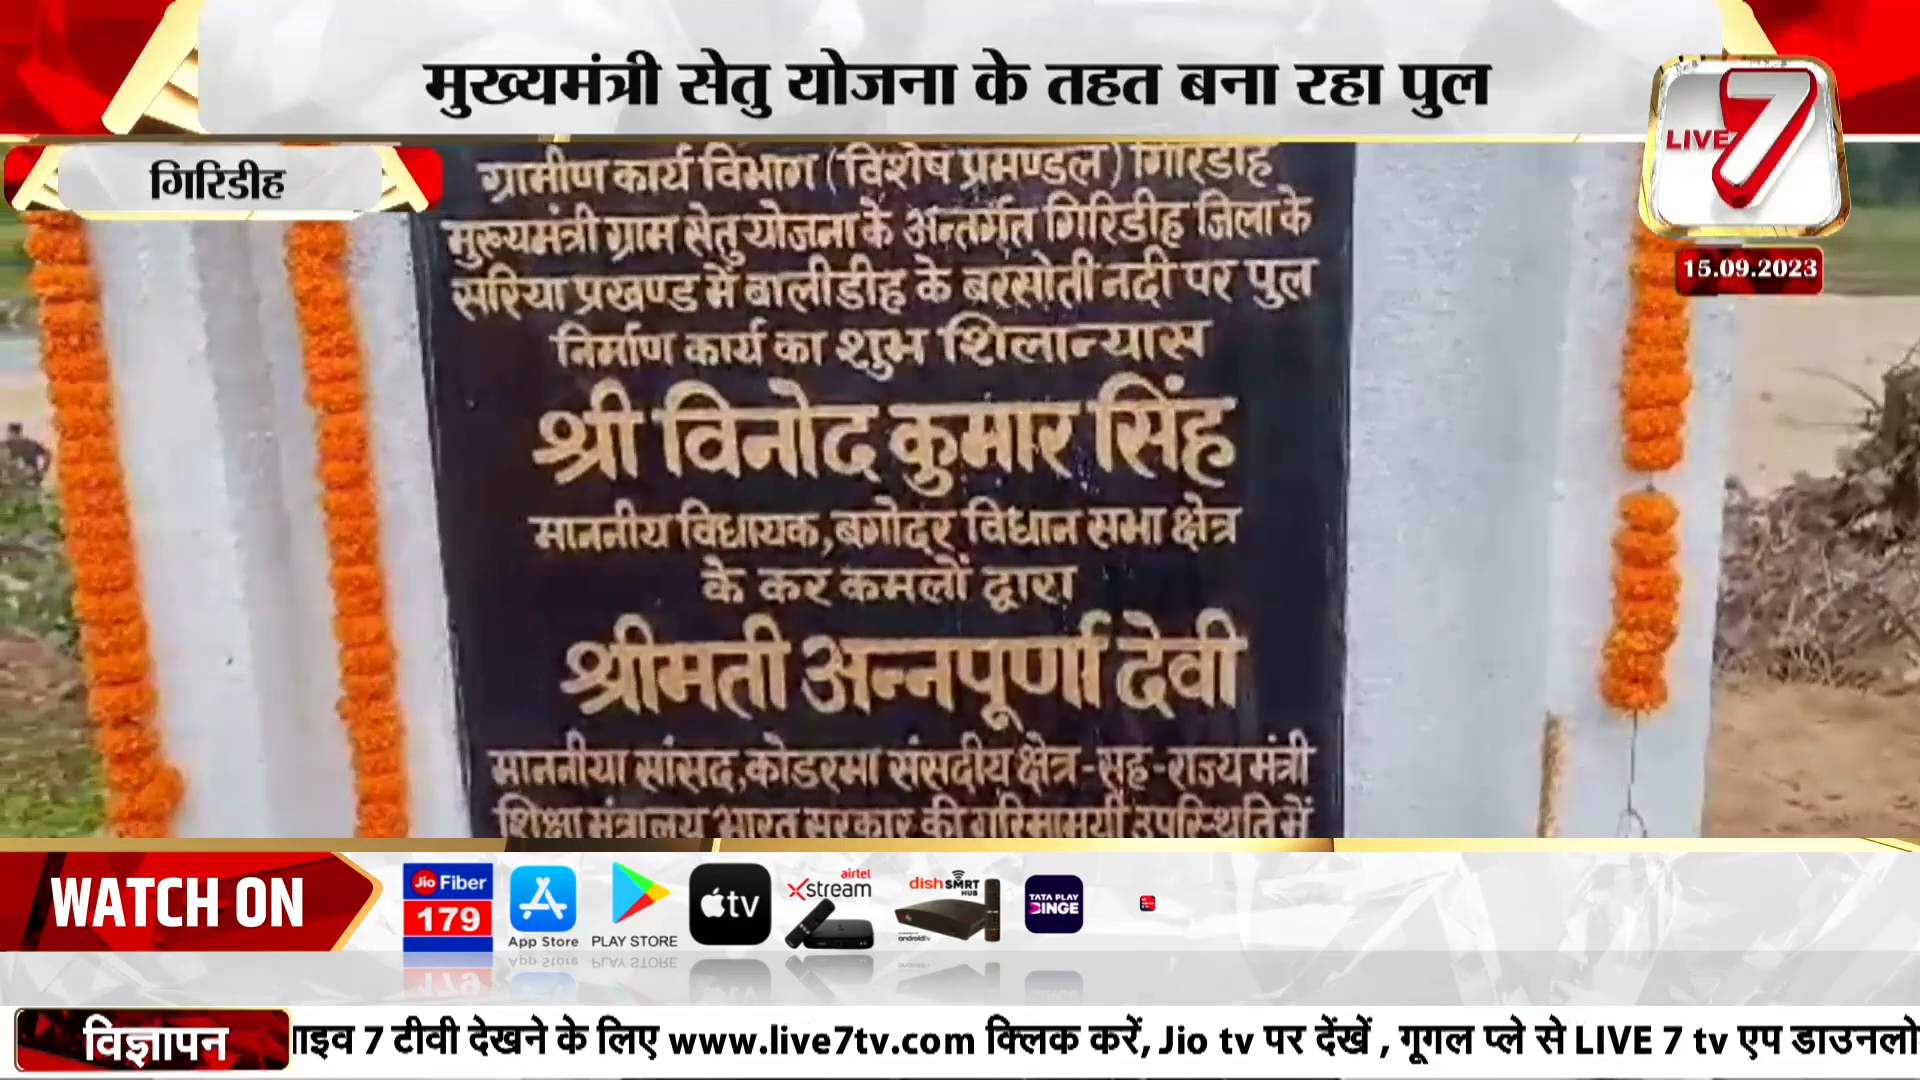 मुख्यमंत्री सेतु योजना के तहत बना रहा पुल
LIVE 7
गिरिडीह
15.09.2023
ग्रामीण कार्य विभाग (विशेष प्रमण्डल) गिरिडीह
मुख्यमंत्री ग्राम सेतु योजना के अन्तर्गत गिरिडीह जिला के
सरिया प्रखण्ड में बालीडीह के बरसोती नदी पर पुल
निर्माण कार्य का शुभ शिलान्यास
श्री विनोद कुमार सिंह
माननीय विधायक, बगोदर विधान सभा क्षेत्र
के कर कमलों द्वारा
श्रीमती अन्नपूर्णा देवी
माननीया सांसद, कोडरमा संसदीय क्षेत्र-सह-राज्य मंत्री
शिक्षा मंत्रालय भारत सरकार की गरिमामयी उपस्थिति में
WATCH ON
Jio Fiber
179
App Store
PLAY STORE
tv
airtel
Xstream
dish SMRT
HUB
androidtv
TATA PLAY
BINGE
विज्ञापन
ाइव 7 टीवी देखने के लिए www.live7tv.com क्लिक करें, Jio tv पर देंखें , गूगल प्ले से LIVE 7 tv एप डाउनलो